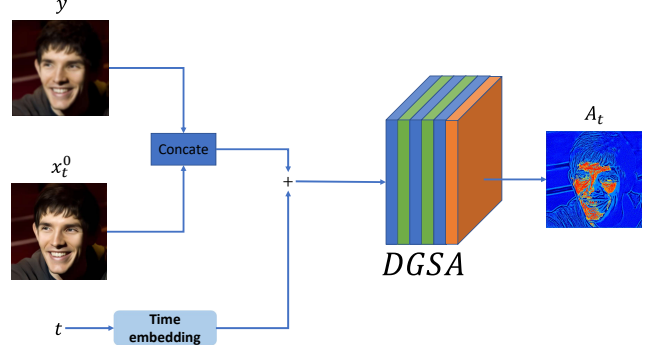 y
Concate
x_t^0
+
A_t
DGSA
t
Time
embedding